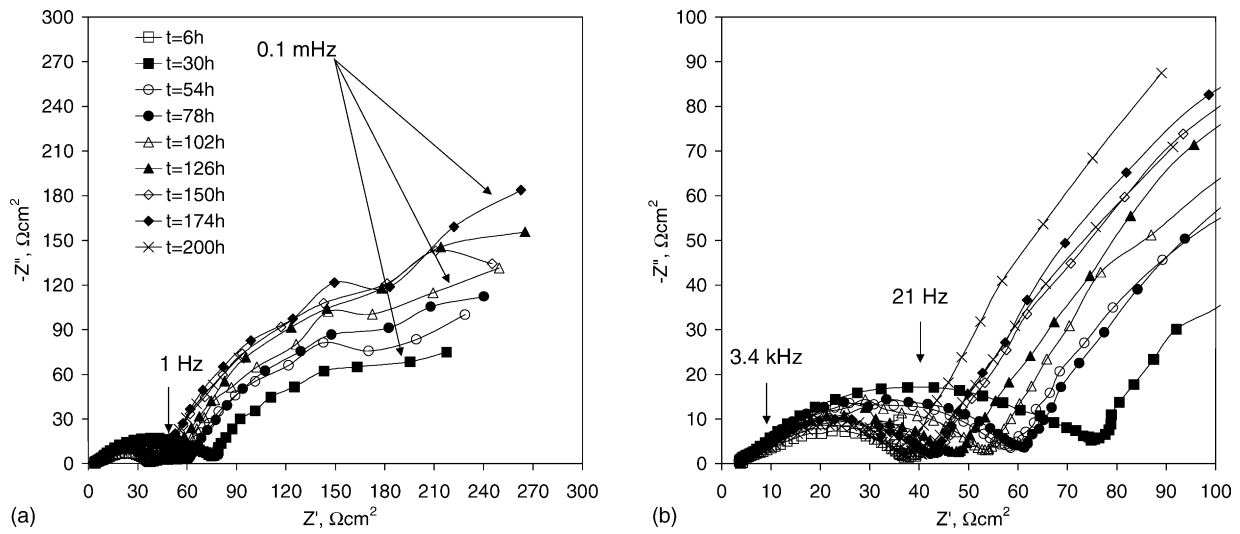 300
270
240
210
180
150
120
90
60
30
0
-Z", Ωcm²
t=6h
t=30h
t=54h
t=78h
t=102h
t=126h
t=150h
t=174h
t=200h
0.1 mHz
1 Hz
0 30 60 90 120 150 180 210 240 270 300
(a) Z', Ωcm²
100
90
80
70
60
50
40
30
20
10
0
-Z", Ωcm²
21 Hz
3.4 kHz
0 10 20 30 40 50 60 70 80 90 100
(b) Z', Ωcm²